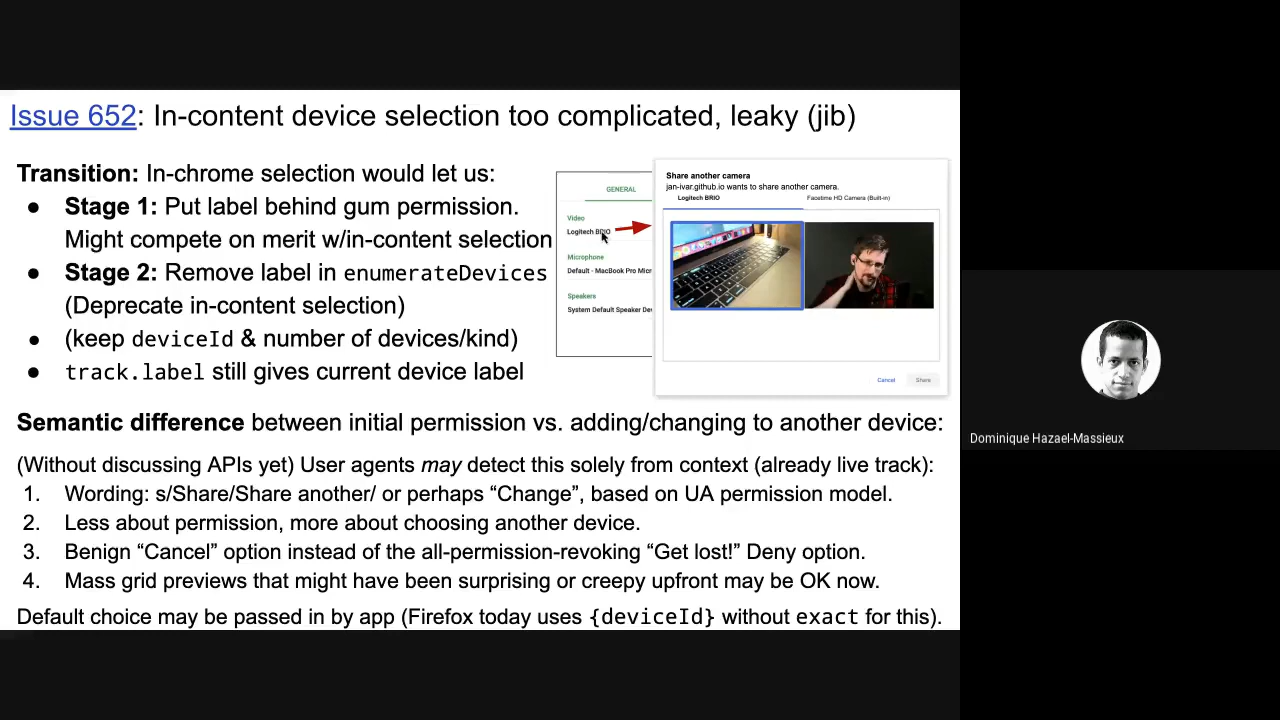 Issue 652: In-content device selection too complicated, leaky (jib)
Transition: In-chrome selection would let us:
● Stage 1: Put label behind gum permission.
Might compete on merit w/in-content selection
● Stage 2: Remove label in enumerateDevices
(Deprecate in-content selection)
● (keep deviceId & number of devices/kind)
● track.label still gives current device label
GENERAL
Video
Logitech BRIO
Microphone
Default - MacBook Pro Micr
Speakers
System Default Speaker Dev
Share another camera
jan-ivar.github.io wants to share another camera.
Logitech BRIO
Facetime HD Camera (Built-in)
Cancel
Share
Semantic difference between initial permission vs. adding/changing to another device:
(Without discussing APIs yet) User agents may detect this solely from context (already live track):
1. Wording: s/Share/Share another/ or perhaps “Change”, based on UA permission model.
2. Less about permission, more about choosing another device.
3. Benign “Cancel” option instead of the all-permission-revoking “Get lost!” Deny option.
4. Mass grid previews that might have been surprising or creepy upfront may be OK now.
Default choice may be passed in by app (Firefox today uses {deviceId} without exact for this).
Dominique Hazael-Massieux